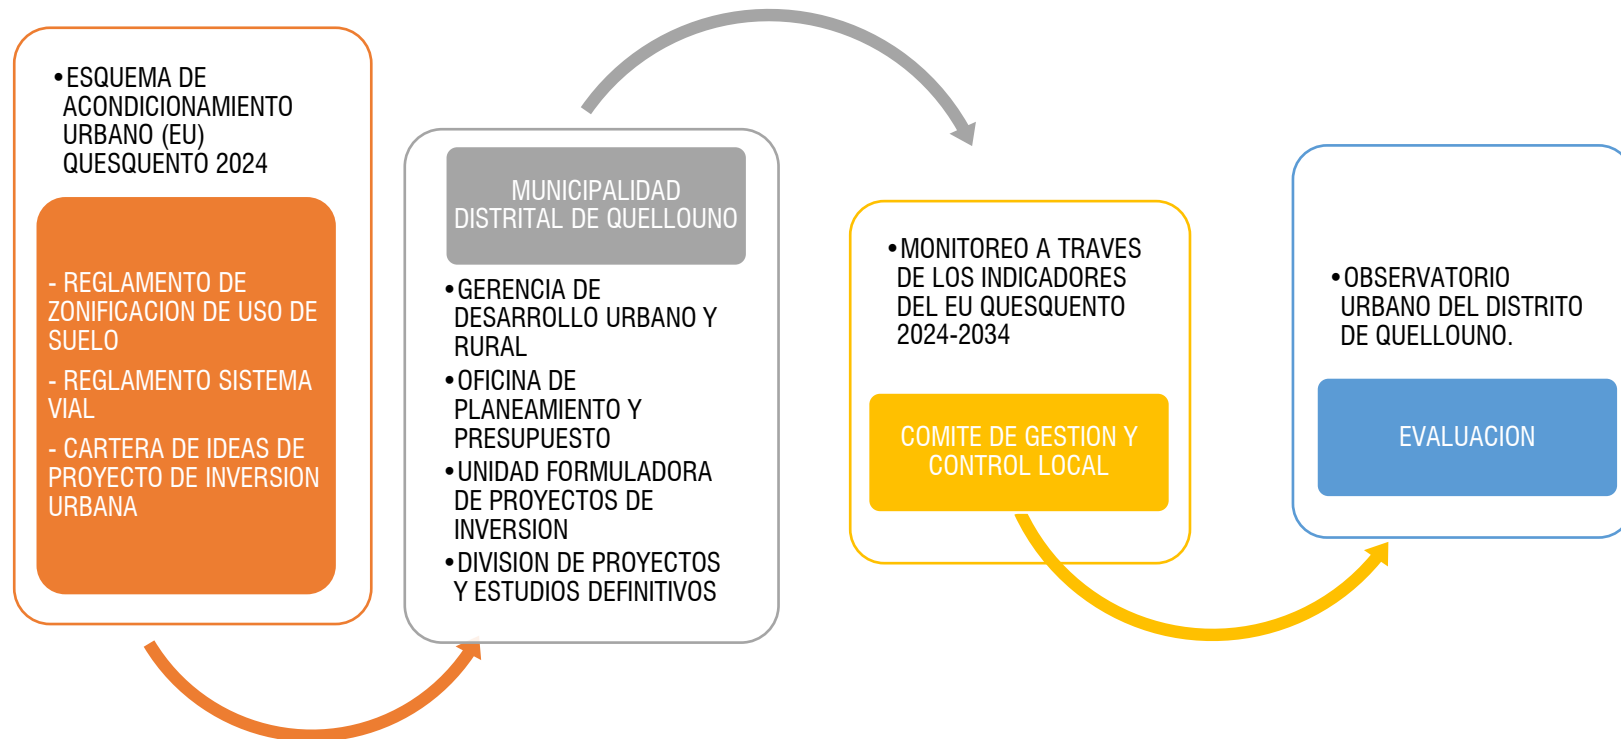 •ESQUEMA DE
ACONDICIONAMIENTO
URBANO (EU)
QUESQUENTO 2024
- REGLAMENTO DE
ZONIFICACION DE USO DE
SUELO
- REGLAMENTO SISTEMA
VIAL
- CARTERA DE IDEAS DE
PROYECTO DE INVERSION
URBANA
MUNICIPALIDAD
DISTRITAL DE QUELLOUNO
•GERENCIA DE
DESARROLLO URBANO Y
RURAL
•OFICINA DE
PLANEAMIENTO Y
PRESUPUESTO
•UNIDAD FORMULADORA
DE PROYECTOS DE
INVERSION
•DIVISION DE PROYECTOS
Y ESTUDIOS DEFINITIVOS
•MONITOREO A TRAVES
DE LOS INDICADORES
DEL EU QUESQUENTO
2024-2034
COMITE DE GESTION Y
CONTROL LOCAL
•OBSERVATORIO
URBANO DEL DISTRITO
DE QUELLOUNO.
EVALUACION